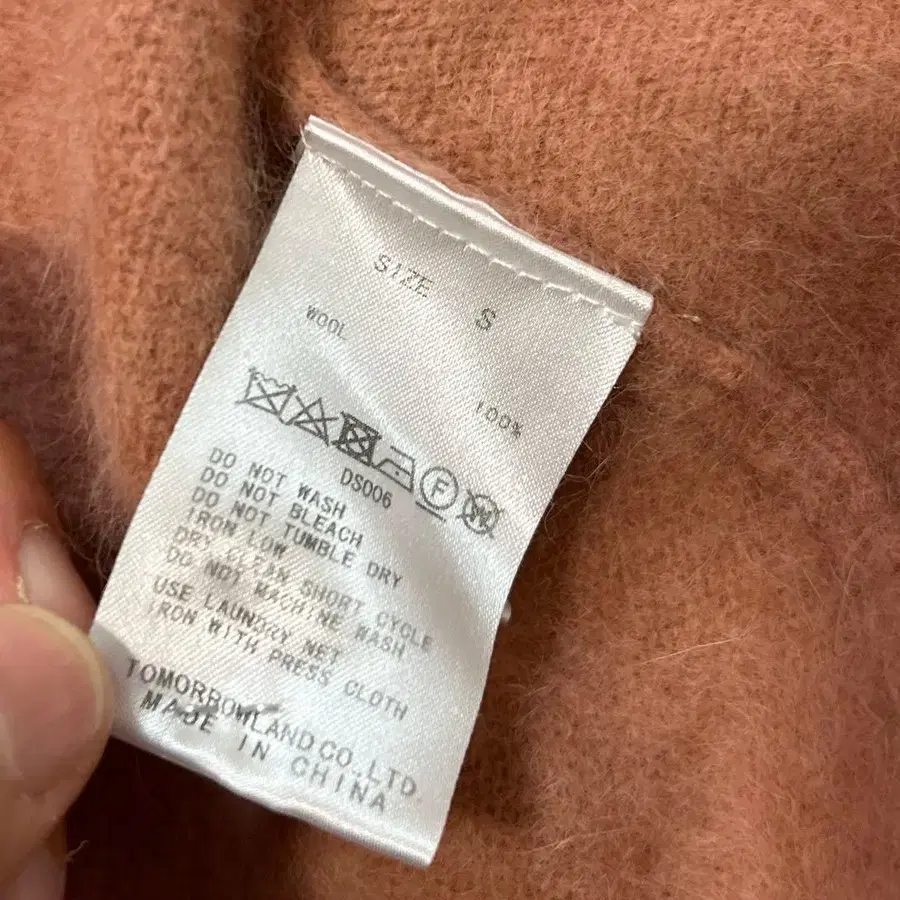 SIZE S
WOOL 100%
F
W
DS006
DO NOT WASH
DO NOT BLEACH
DO NOT TUMBLE DRY
IRON LOW
DRY CLEAN SHORT CYCLE
DO NOT MACHINE WASH
USE LAUNDRY NET
IRON WITH PRESS CLOTH
TOMORROWLAND CO.,LTD.
MADE IN CHINA